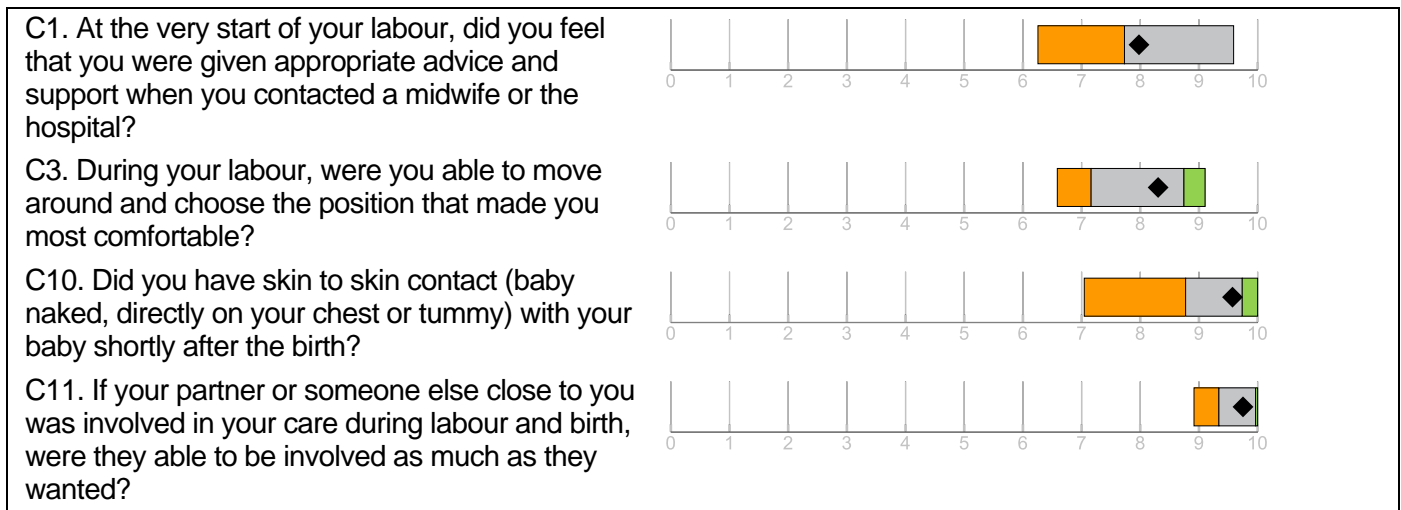 C1. At the very start of your labour, did you feel
that you were given appropriate advice and
support when you contacted a midwife or the
hospital?
0 1 2 3 4 5 6 7 8 9 10
C3. During your labour, were you able to move
around and choose the position that made you
most comfortable?
0 1 2 3 4 5 6 7 8 9 10
C10. Did you have skin to skin contact (baby
naked, directly on your chest or tummy) with your
baby shortly after the birth?
0 1 2 3 4 5 6 7 8 9 10
C11. If your partner or someone else close to you
was involved in your care during labour and birth,
were they able to be involved as much as they
wanted?
0 1 2 3 4 5 6 7 8 9 10